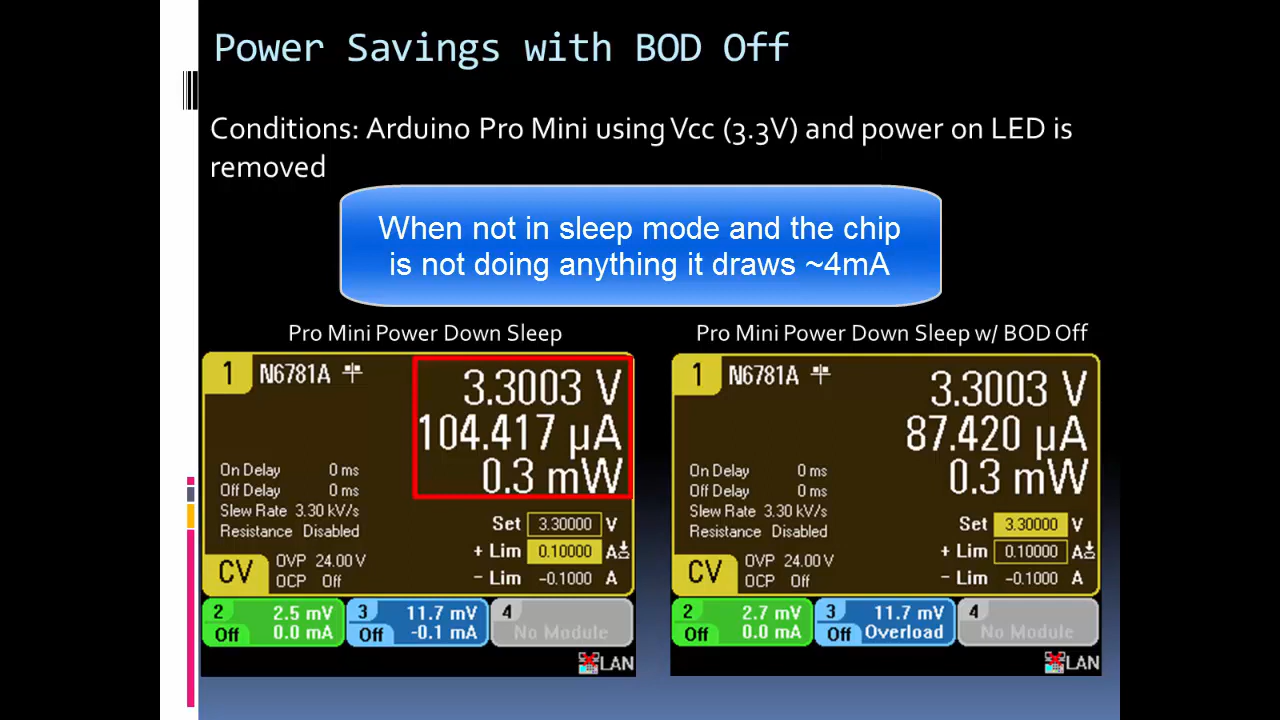 Power Savings with BOD Off
Conditions: Arduino Pro Mini using Vcc (3.3V) and power on LED is
removed
When not in sleep mode and the chip
is not doing anything it draws ~4mA
Pro Mini Power Down Sleep
1 N6781A
3.3003 V
104.417 µA
0.3 mW
On Delay 0 ms
Off Delay 0 ms
Slew Rate 3.30 kV/s
Resistance Disabled
Set 3.30000 V
+ Lim 0.10000 A
- Lim -0.1000 A
CV
OVP 24.00 V
OCP Off
2 2.5 mV
Off 0.0 mA
3 11.7 mV
Off -0.1 mA
4
No Module
LAN
Pro Mini Power Down Sleep w/ BOD Off
1 N6781A
3.3003 V
87.420 µA
0.3 mW
On Delay 0 ms
Off Delay 0 ms
Slew Rate 3.30 kV/s
Resistance Disabled
Set 3.30000 V
+ Lim 0.10000 A
- Lim -0.1000 A
CV
OVP 24.00 V
OCP Off
2 2.7 mV
Off 0.0 mA
3 11.7 mV
Off Overload
4
No Module
LAN